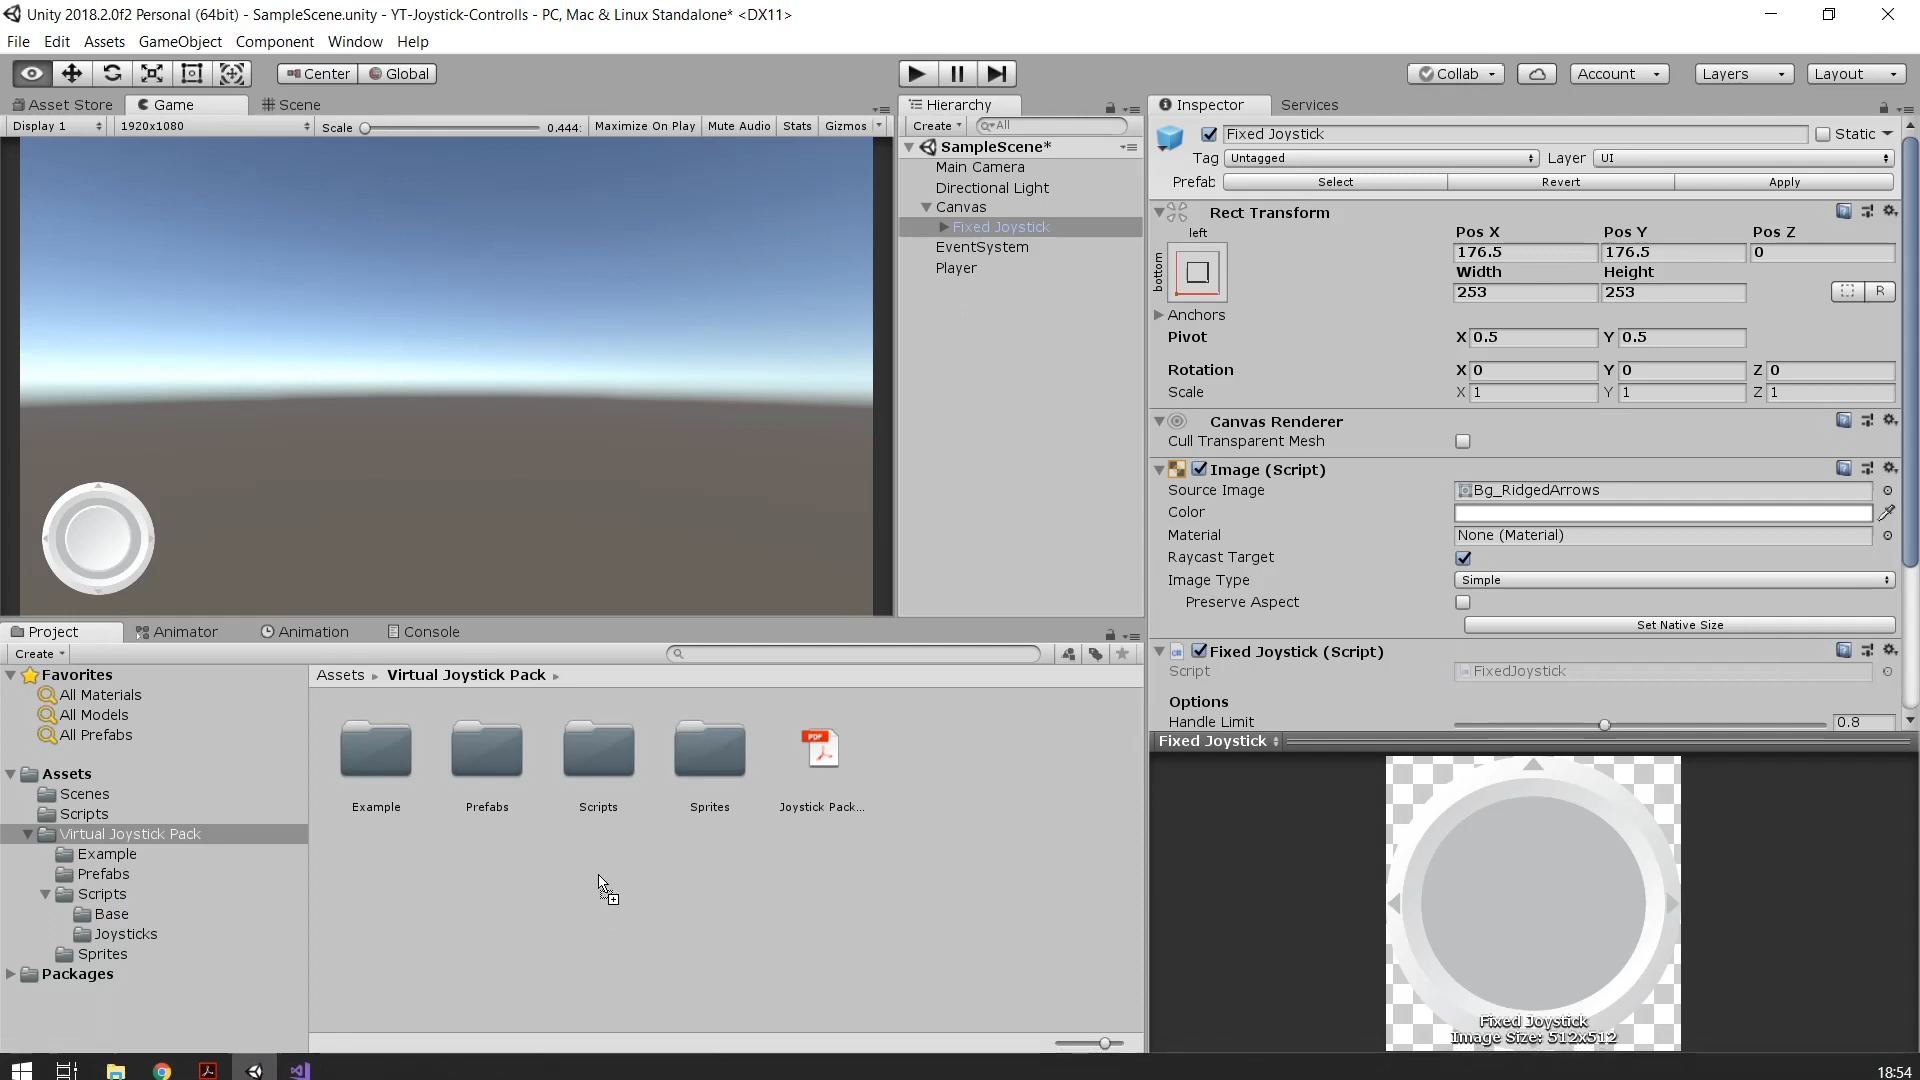 Unity 2018.2.0f2 Personal (64bit) - SampleScene.unity - YT-Joystick-Controlls - PC, Mac & Linux Standalone* <DX11>
File Edit Assets GameObject Component Window Help
Center Global Collab Account Layers Layout
Asset Store Game Scene
Display 1 1920x1080 Scale 0.444: Maximize On Play Mute Audio Stats Gizmos
Hierarchy
Create All
SampleScene*
Main Camera
Directional Light
Canvas
Fixed Joystick
EventSystem
Player
Inspector Services
Fixed Joystick Static
Tag Untagged Layer UI
Prefab Select Revert Apply
Rect Transform
left
bottom
Pos X Pos Y Pos Z
176.5 176.5 0
Width Height
253 253
R
Anchors
Pivot X 0.5 Y 0.5
Rotation X 0 Y 0 Z 0
Scale X 1 Y 1 Z 1
Canvas Renderer
Cull Transparent Mesh
Image (Script)
Source Image Bg_RidgedArrows
Color
Material None (Material)
Raycast Target
Image Type Simple
Preserve Aspect
Set Native Size
Fixed Joystick (Script)
Script FixedJoystick
Options
Handle Limit 0.8
Fixed Joystick
Fixed Joystick
Image Size: 512x512
Project Animator Animation Console
Create
Favorites
All Materials
All Models
All Prefabs
Assets
Scenes
Scripts
Virtual Joystick Pack
Example
Prefabs
Scripts
Base
Joysticks
Sprites
Packages
Assets Virtual Joystick Pack
PDF
Example Prefabs Scripts Sprites Joystick Pack...
18:54